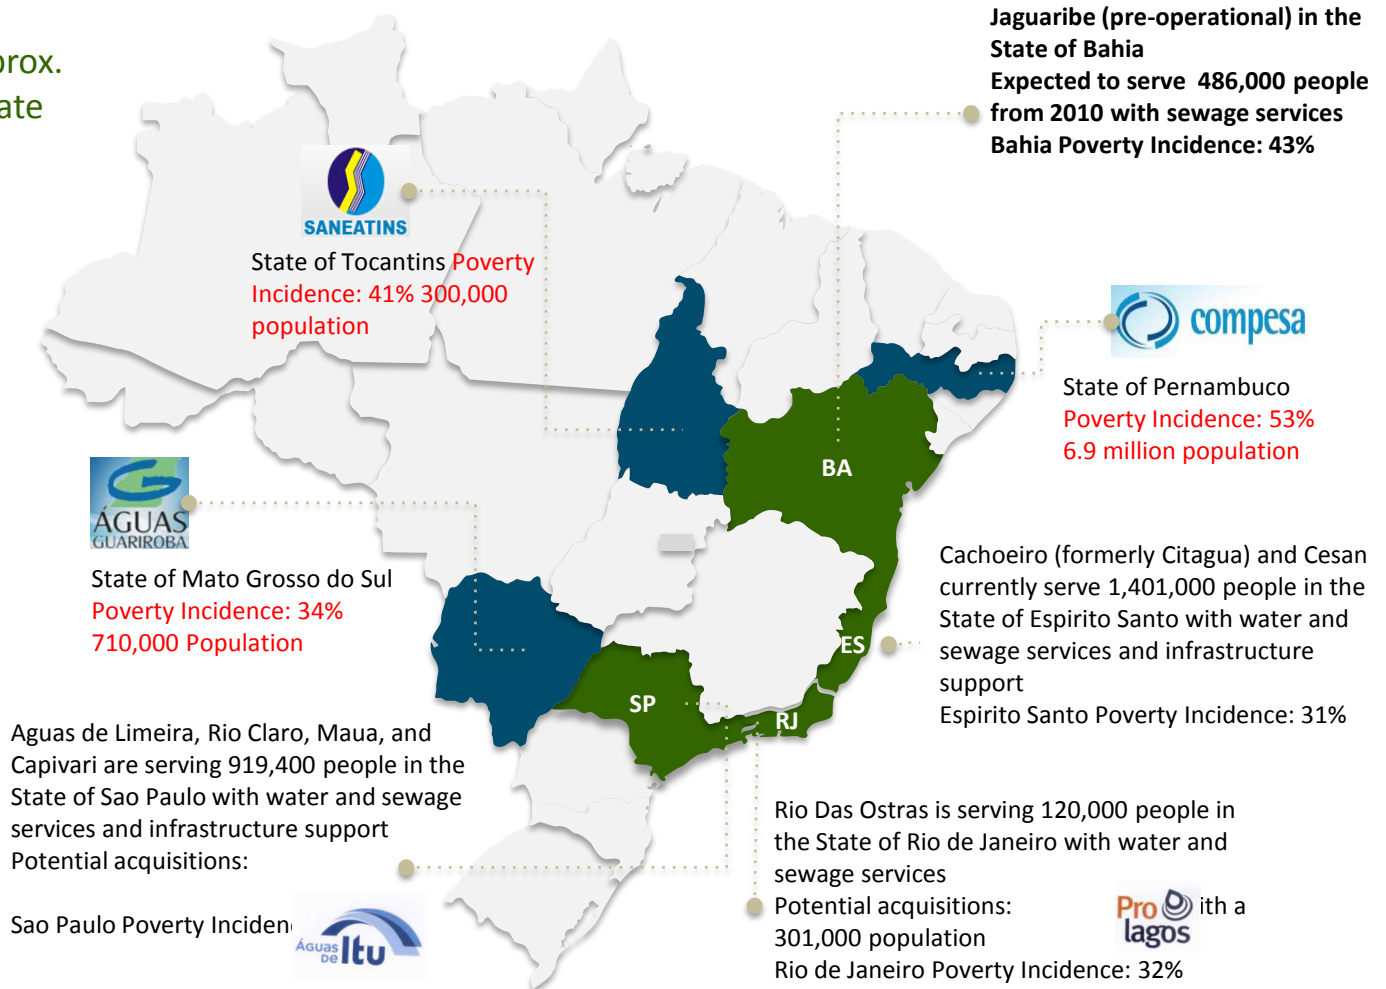 prox.
ate
Jaguaribe (pre-operational) in the
State of Bahia
Expected to serve 486,000 people
from 2010 with sewage services
Bahia Poverty Incidence: 43%
SANEATINS
State of Tocantins Poverty
Incidence: 41% 300,000
population
compesa
State of Pernambuco
Poverty Incidence: 53%
6.9 million population
BA
ÁGUAS
GUARIROBA
State of Mato Grosso do Sul
Poverty Incidence: 34%
710,000 Population
Cachoeiro (formerly Citagua) and Cesan
currently serve 1,401,000 people in the
State of Espirito Santo with water and
sewage services and infrastructure
support
Espirito Santo Poverty Incidence: 31%
ES
SP
RJ
Aguas de Limeira, Rio Claro, Maua, and
Capivari are serving 919,400 people in the
State of Sao Paulo with water and sewage
services and infrastructure support
Potential acquisitions:
Sao Paulo Poverty Inciden
ÁGUAS
DE Itu
Rio Das Ostras is serving 120,000 people in
the State of Rio de Janeiro with water and
sewage services
Potential acquisitions: Pro lagos ith a
301,000 population
Rio de Janeiro Poverty Incidence: 32%